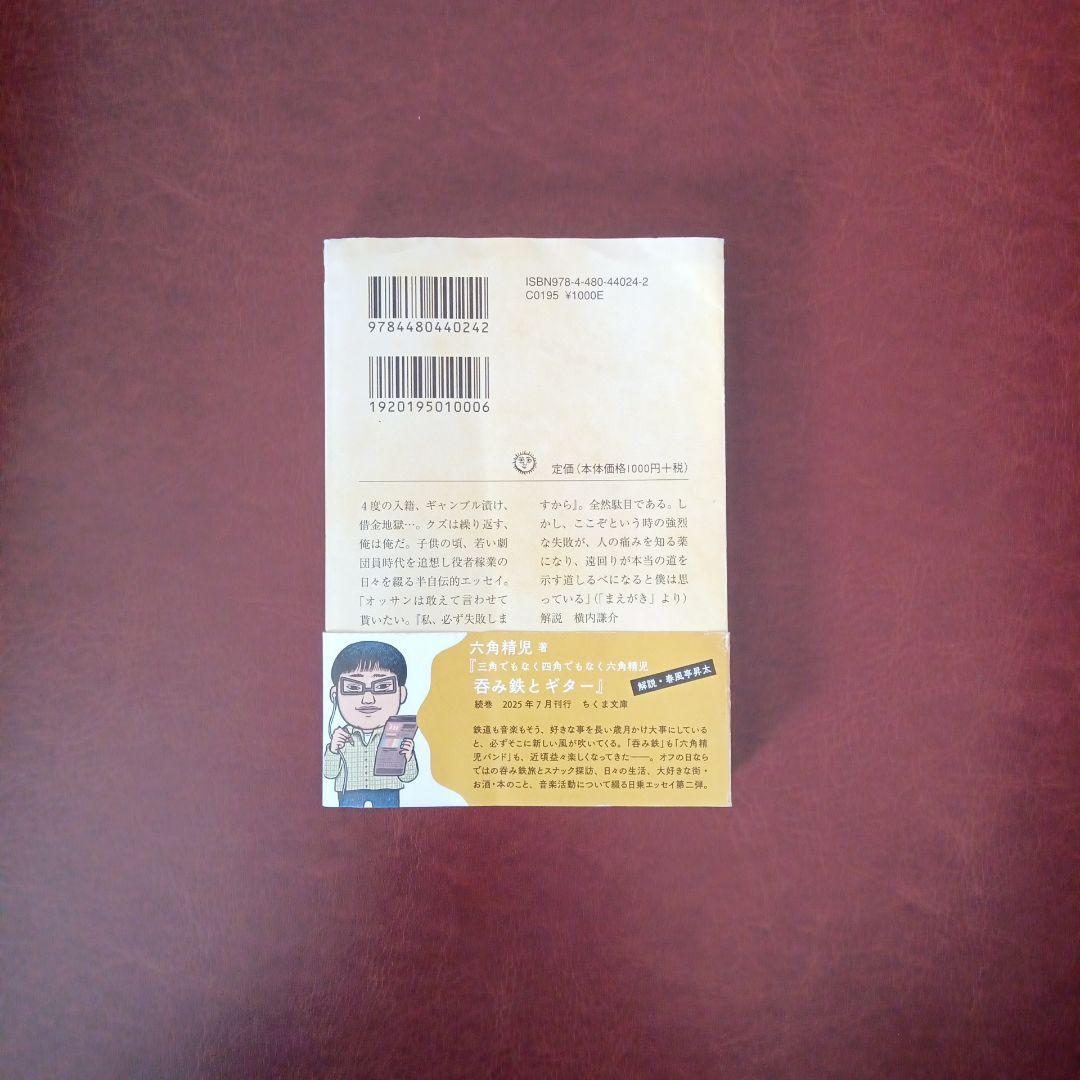 ISBN978-4-480-44024-2
C0195 ¥1000E
9784480440242
1920195010006
定価(本体価格1000円+税)
4度の入籍、ギャンブル漬け、
借金地獄…。クズは繰り返す、
俺は俺だ。子供の頃、若い劇
団員時代を追想し役者稼業の
日々を綴る半自伝的エッセイ。
「オッサンは敢えて言わせて
貰いたい。『私、必ず失敗しま
すから』。全然駄目である。し
かし、ここぞという時の強烈
な失敗が、人の痛みを知る薬
になり、遠回りが本当の道を
示す道しるべになると僕は思
っている」(「まえがき」より)
解説 横内謙介
六角精児 著
『三角でもなく四角でもなく六角精児
呑み鉄とギター』
解説・春風亭昇太
続巻 2025年7月刊行 ちくま文庫
鉄道も音楽もそう、好きな事を長い歳月かけ大事にしている
と、必ずそこに新しい風が吹いてくる。「呑み鉄」も「六角精
児バンド」も、近頃益々楽しくなってきた――。オフの日なら
ではの呑み鉄旅とスナック探訪、日々の生活、大好きな街・
お酒・本のこと、音楽活動について綴る日乗エッセイ第二弾。